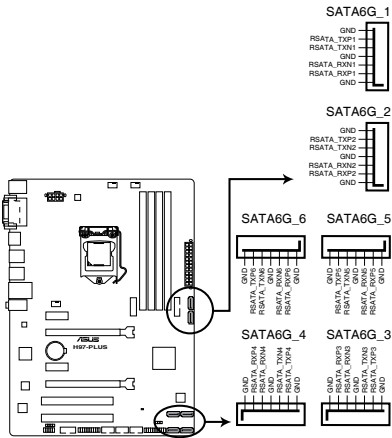 SATA6G_1
GND
RSATA_TXP1
RSATA_TXN1
GND
RSATA_RXN1
RSATA_RXP1
GND
SATA6G_2
GND
RSATA_TXP2
RSATA_TXN2
GND
RSATA_RXN2
RSATA_RXP2
GND
SATA6G_6
GND
RSATA_TXP6
RSATA_TXN6
GND
RSATA_RXN6
RSATA_RXP6
GND
SATA6G_5
GND
RSATA_TXP5
RSATA_TXN5
GND
RSATA_RXN5
RSATA_RXP5
GND
ASUS
H97-PLUS
SATA6G_4
GND
RSATA_RXP4
RSATA_RXN4
GND
RSATA_TXN4
RSATA_TXP4
GND
SATA6G_3
GND
RSATA_RXP3
RSATA_RXN3
GND
RSATA_TXN2
RSATA_TXP3
GND